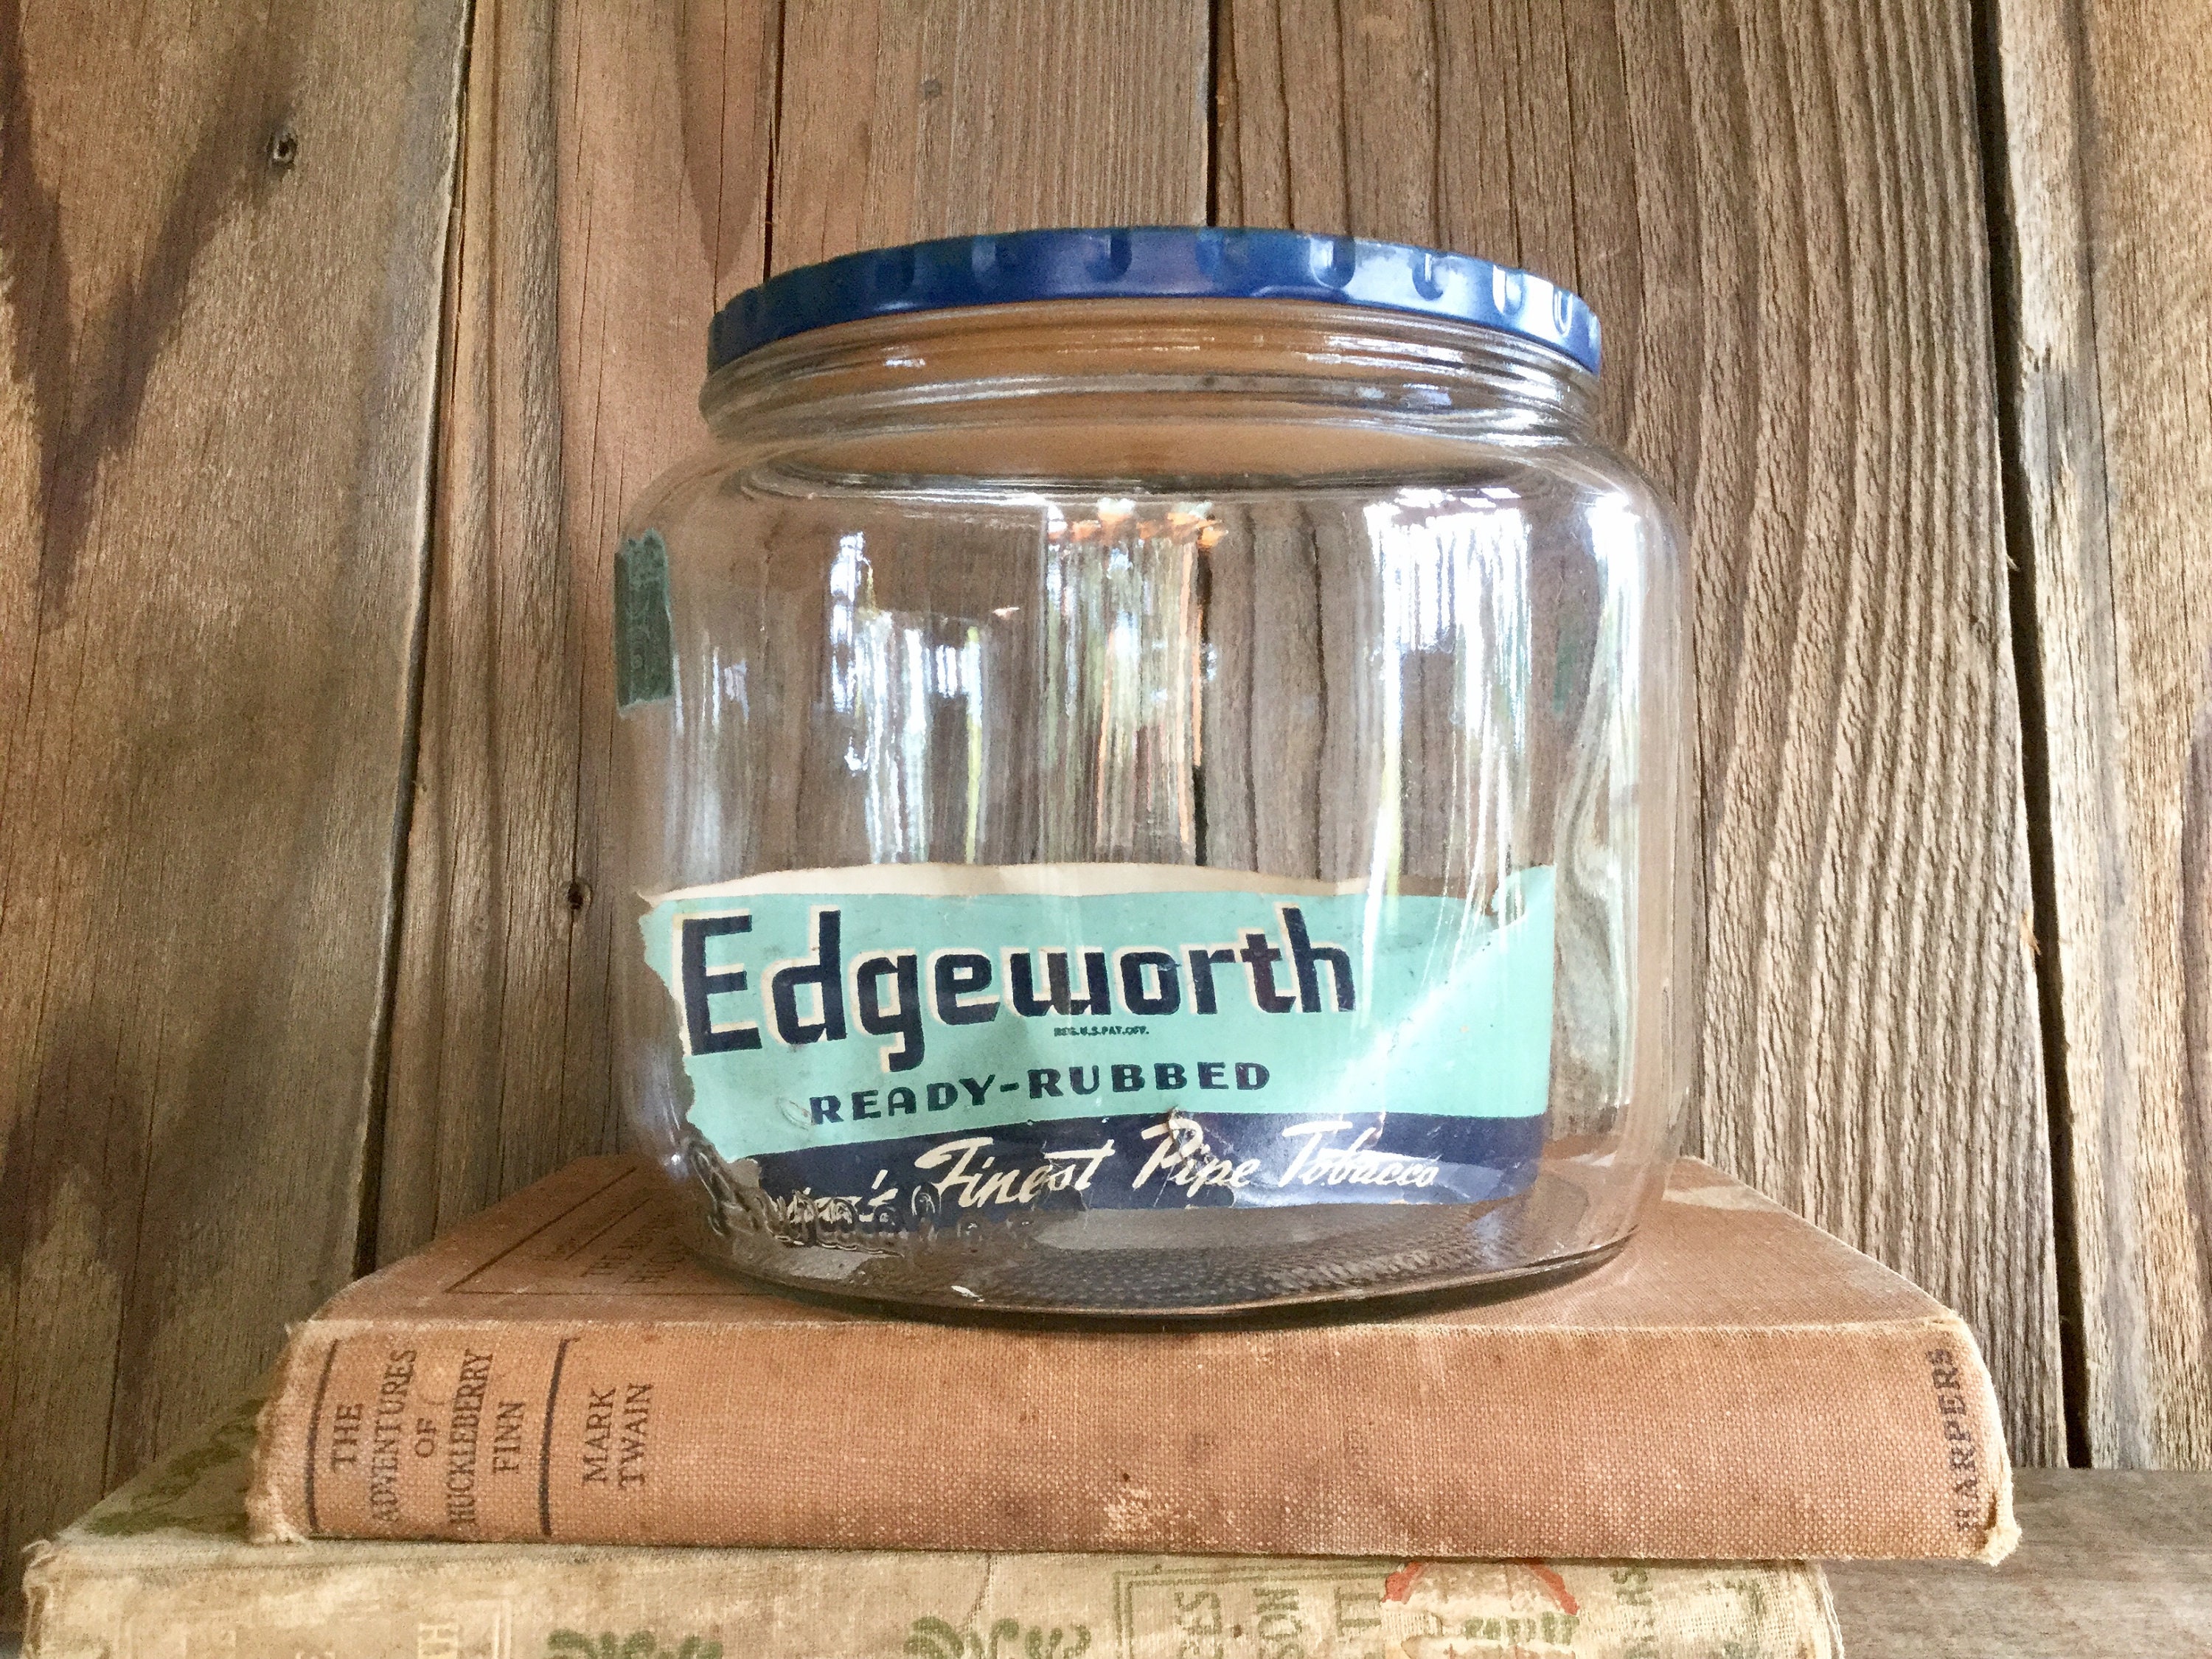 Edgeworth
REG. U.S. PAT. OFF.
READY-RUBBED
Finest Pipe Tobacco
THE
ADVENTURES
OF
HUCKLEBERRY
FINN
MARK
TWAIN
HARPERS